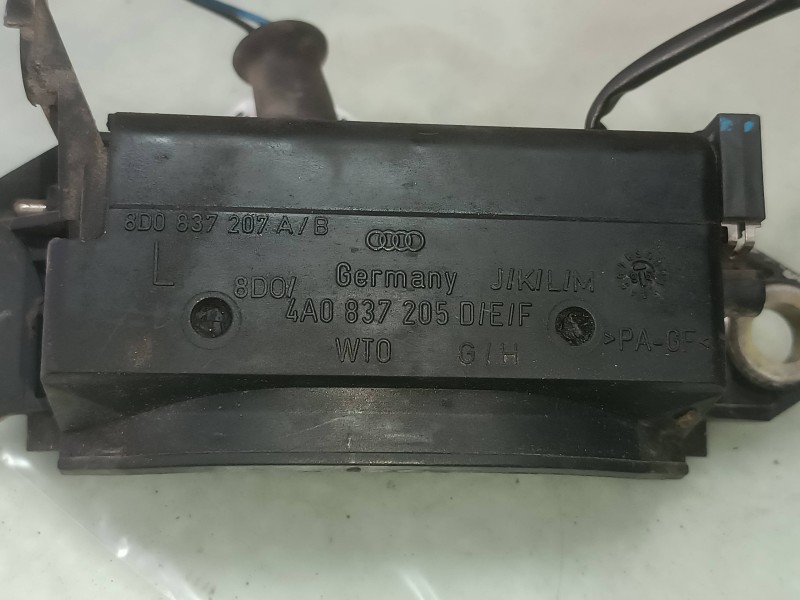 8D0 837 207 A/B
L
Germany J/K/L/M
8D0/
4A0 837 205 D/E/F
WTO G/H >PA-GF<